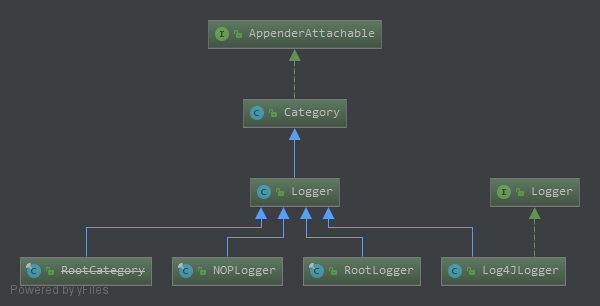 I AppenderAttachable
C Category
C Logger
I Logger
C RootCategory
C NOPLogger
C RootLogger
C Log4JLogger
Powered by yFiles